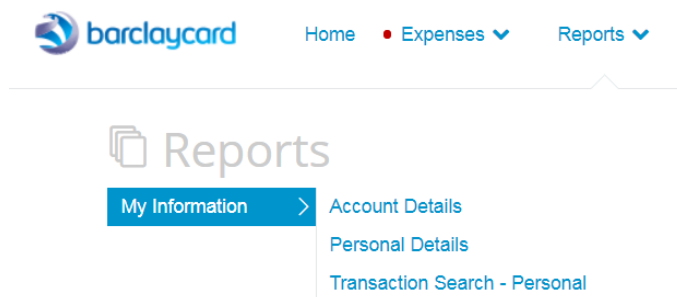 barclaycard Home Expenses Reports
Reports
My Information
Account Details
Personal Details
Transaction Search - Personal